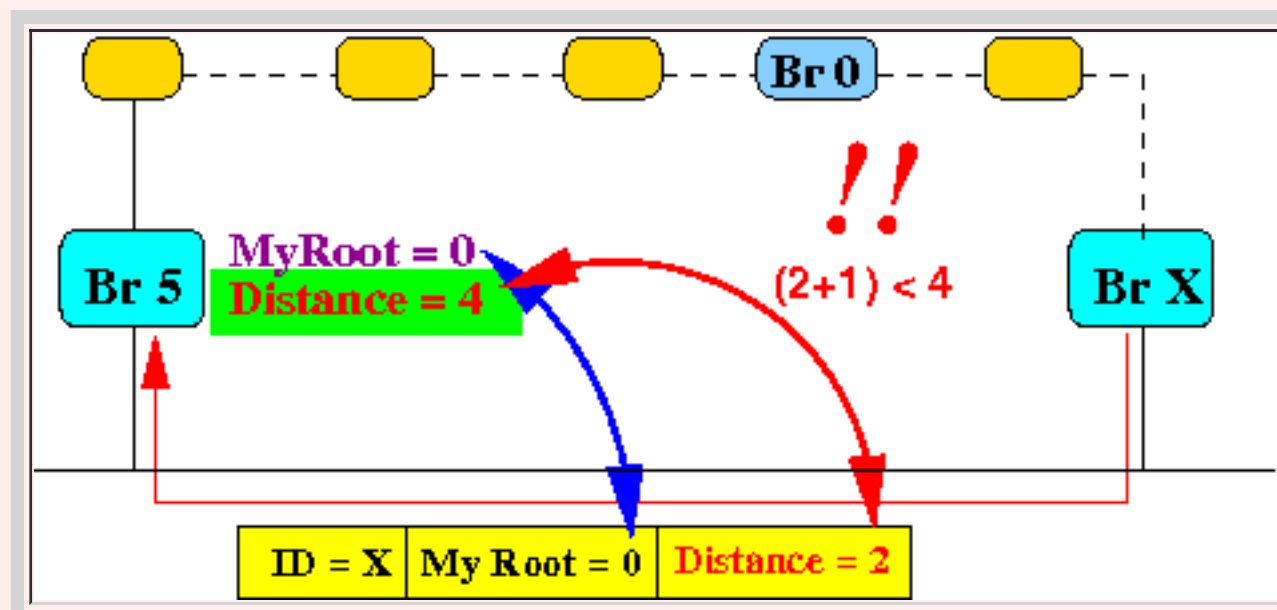 Br 0
!!
MyRoot = 0
Br 5
Distance = 4
(2+1) < 4
Br X
ID = X My Root = 0 Distance = 2